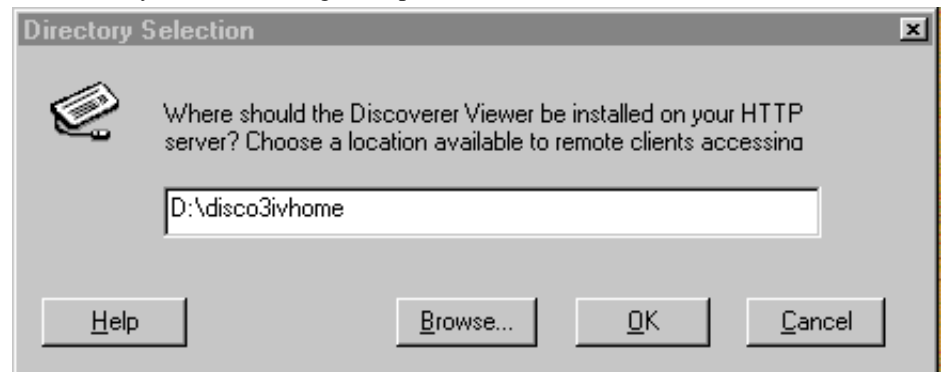 Directory Selection
Where should the Discoverer Viewer be installed on your HTTP
server? Choose a location available to remote clients accessing
D:\disco3ivhome
Help
Browse...
OK
Cancel